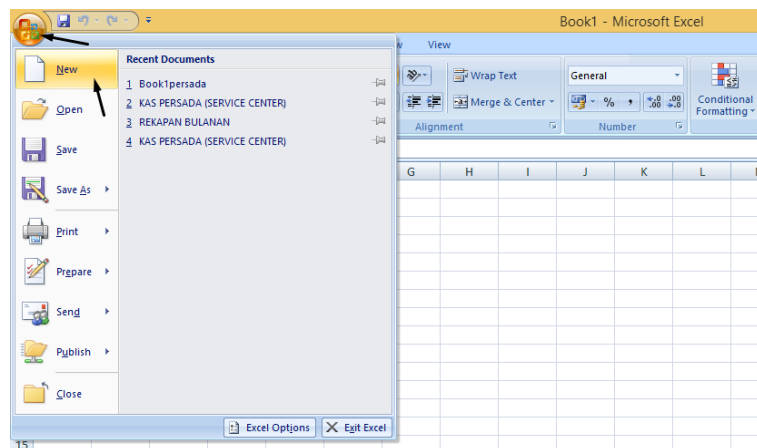 Book1 - Microsoft Excel
View
New
Open
Save
Save As
Print
Prepare
Send
Publish
Close
Recent Documents
1 Book1persada
2 KAS PERSADA (SERVICE CENTER)
3 REKAPAN BULANAN
4 KAS PERSADA (SERVICE CENTER)
Excel Options
Exit Excel
Wrap Text
Merge & Center
Alignment
General
% ,
.0 .00
.00 .0
Number
Conditional
Formatting
G H I J K L
15